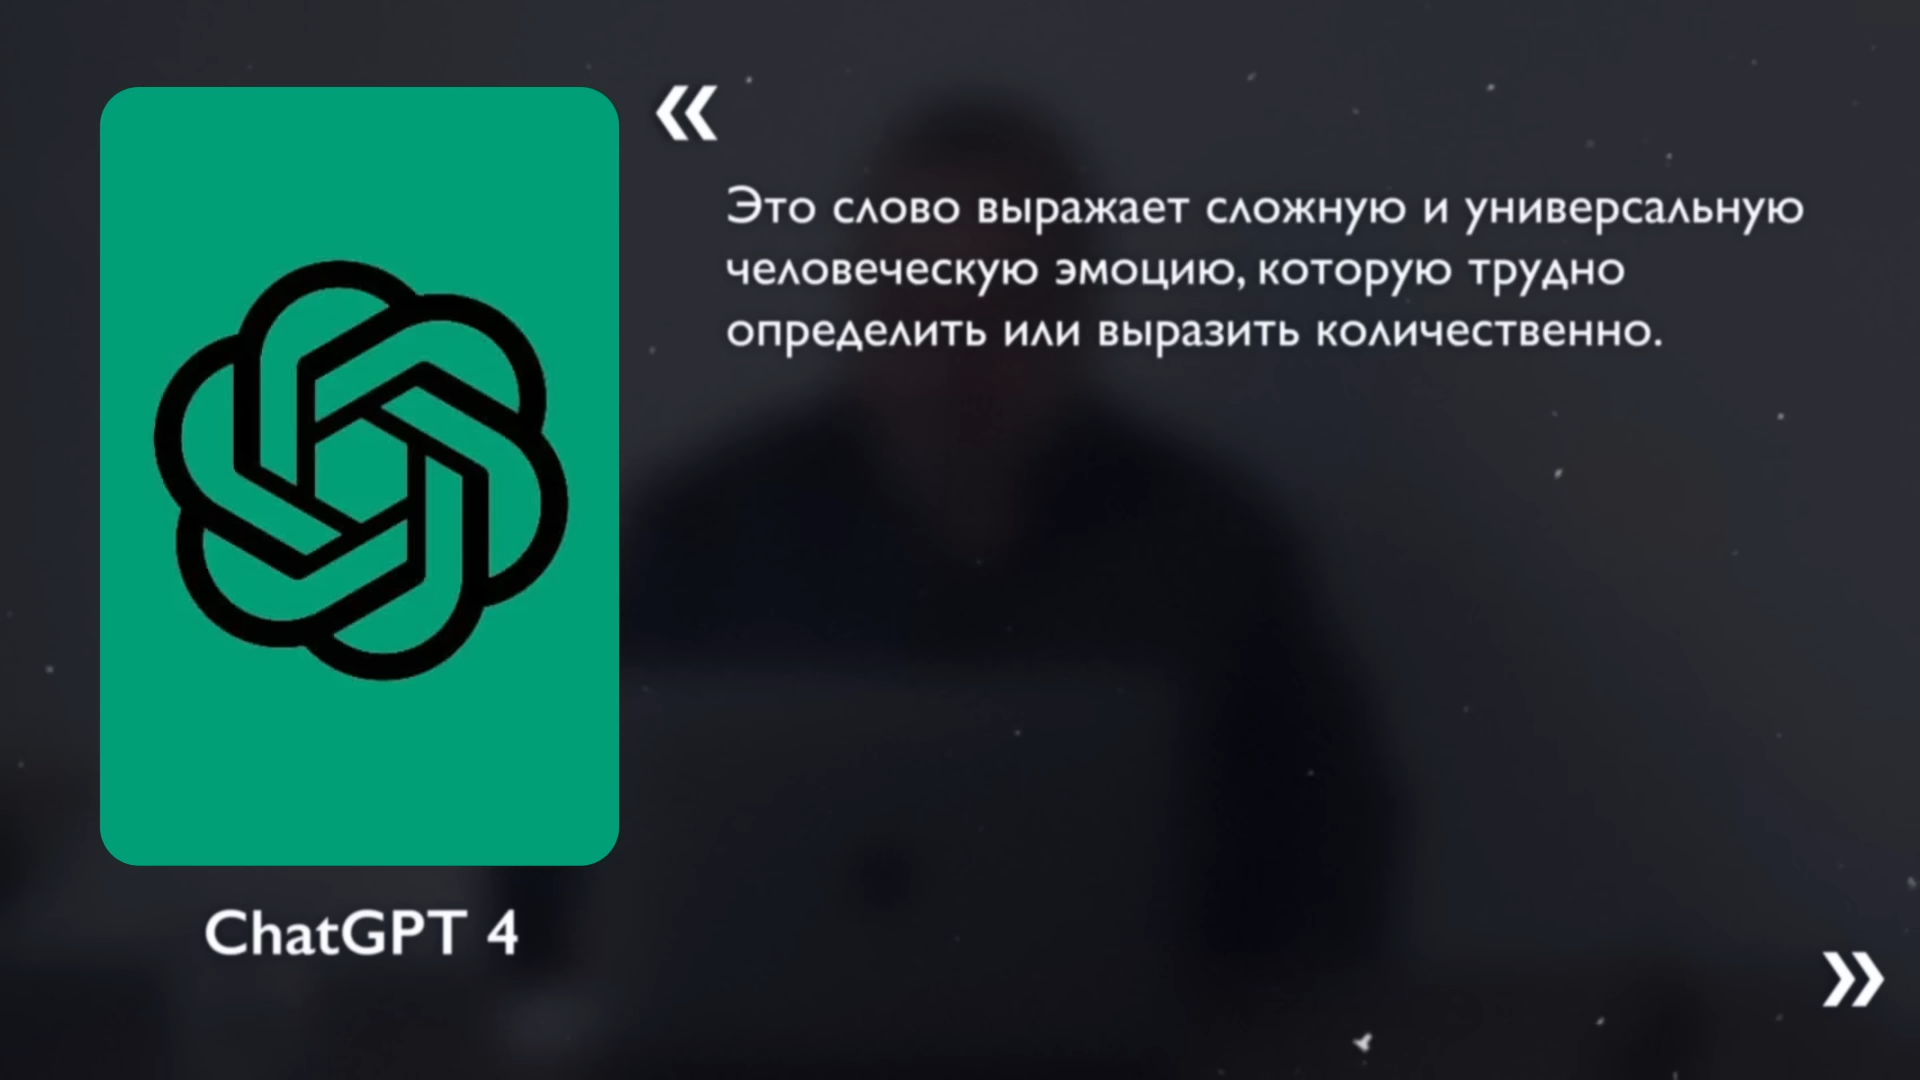 «
Это слово выражает сложную и универсальную
человеческую эмоцию, которую трудно
определить или выразить количественно.
ChatGPT 4
»